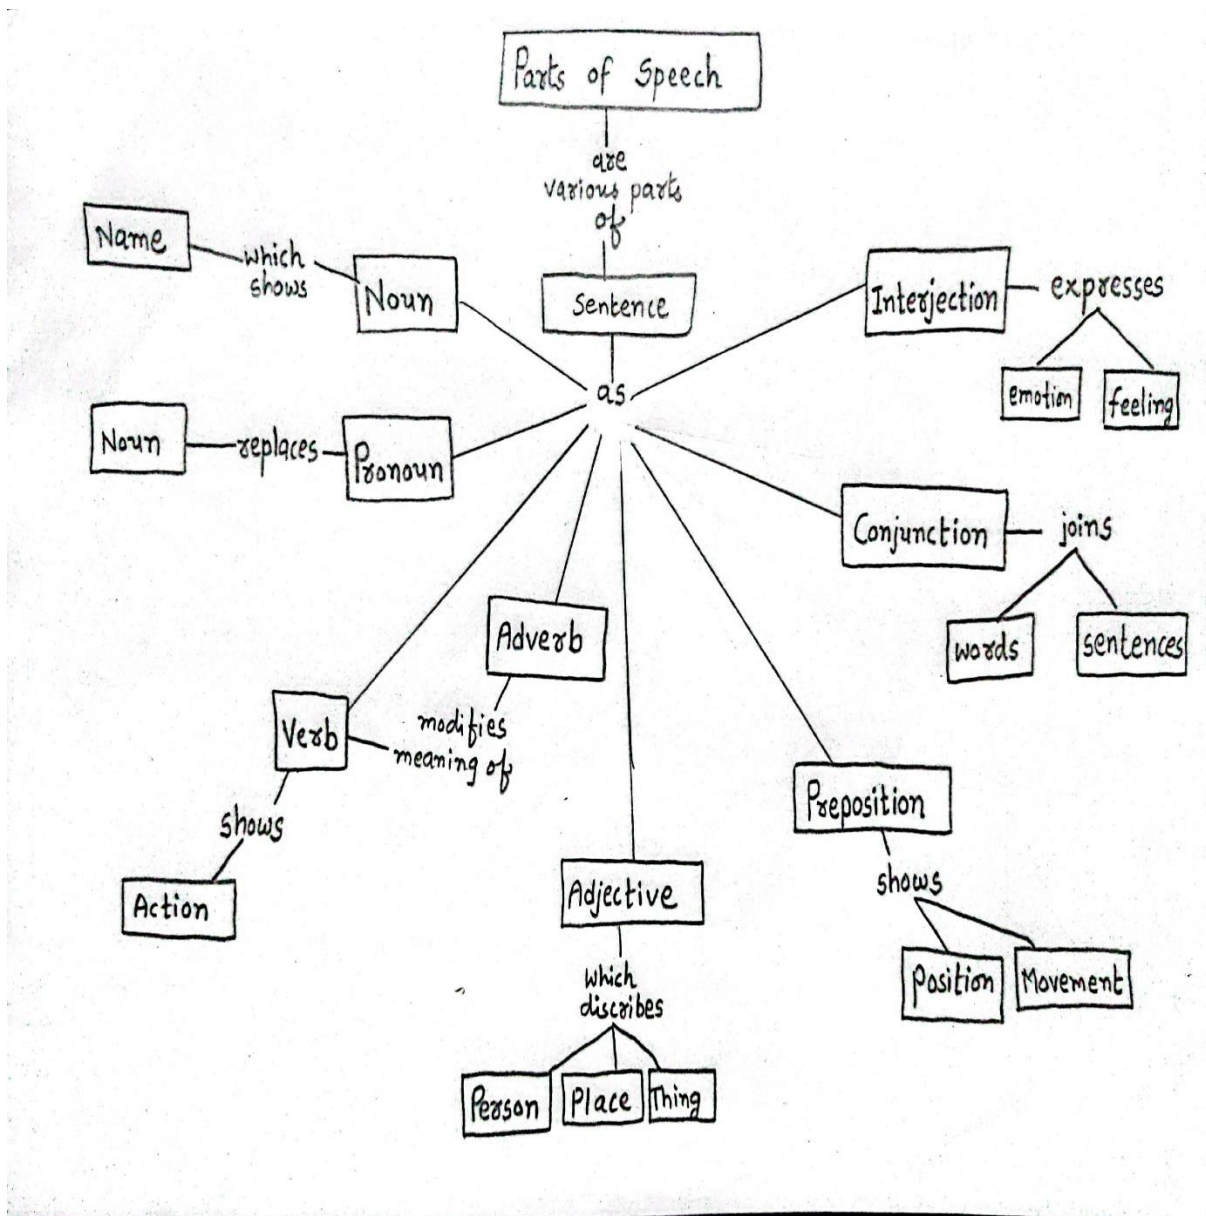 Parts of Speech
are
various parts
of
Sentence
as
Name
which
shows
Noun
Noun
replaces
Pronoun
Verb
shows
Action
Adverb
modifies
meaning of
Adjective
which
discribes
Person
Place
Thing
Preposition
shows
Position
Movement
Conjunction
joins
words
sentences
Interjection
expresses
emotion
feeling